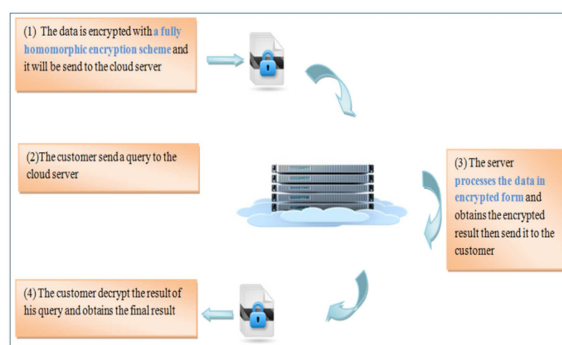 (1) The data is encrypted with a fully
homomorphic encryption scheme and
it will be send to the cloud server
(2)The customer send a query to the
cloud server
(3) The server
processes the data in
encrypted form and
obtains the encrypted
result then send it to the
customer
(4) The customer decrypt the result of
his query and obtains the final result